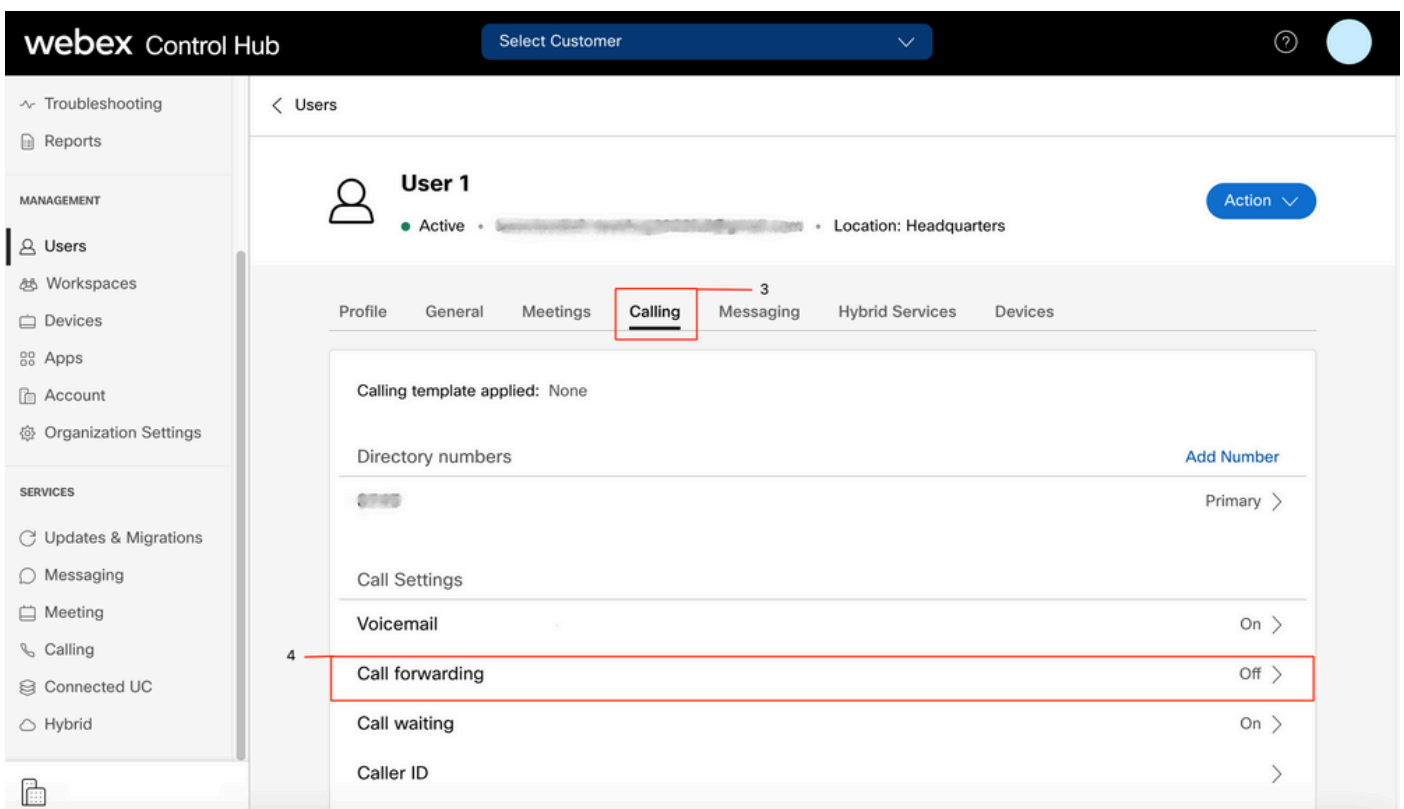 webex Control Hub
Select Customer
?
Troubleshooting
Reports
MANAGEMENT
Users
Workspaces
Devices
Apps
Account
Organization Settings
SERVICES
Updates & Migrations
Messaging
Meeting
Calling
Connected UC
Hybrid
Users
User 1
Action
Active • • Location: Headquarters
3
Profile General Meetings Calling Messaging Hybrid Services Devices
Calling template applied: None
Directory numbers Add Number
Primary
Call Settings
Voicemail On
4
Call forwarding Off
Call waiting On
Caller ID